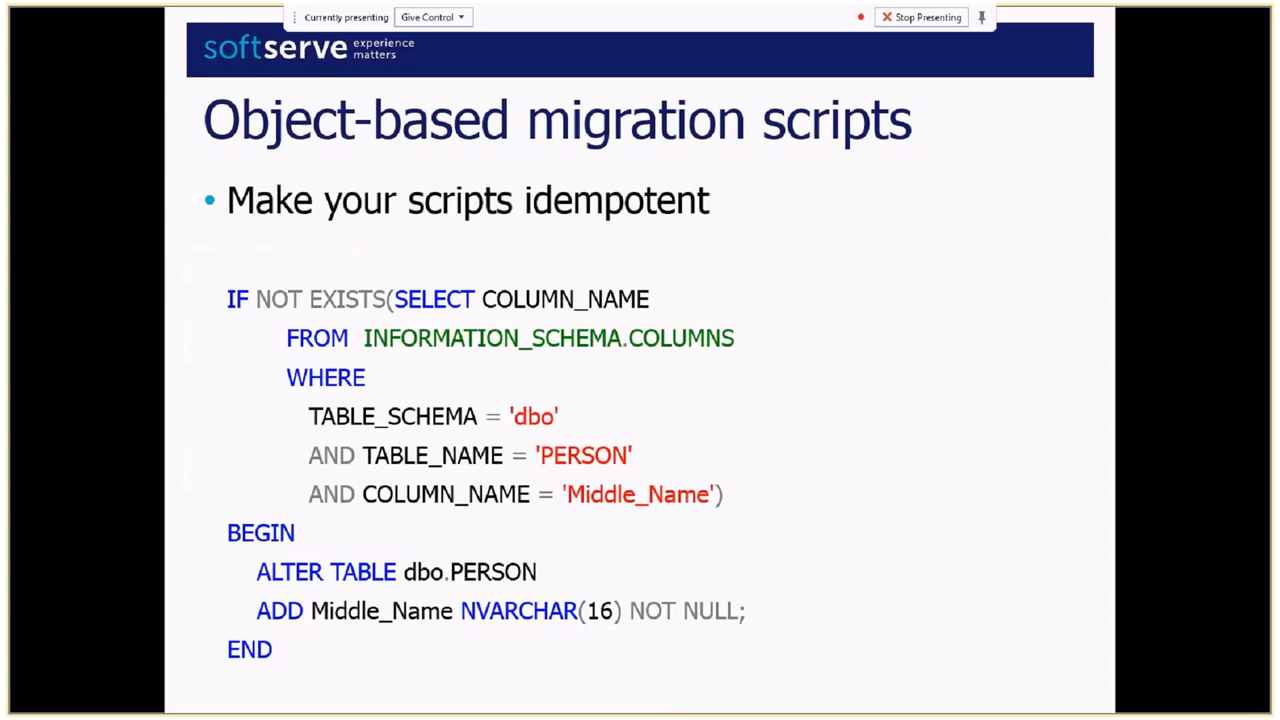 Currently presenting Give Control Stop Presenting
softserve experience matters
Object-based migration scripts
• Make your scripts idempotent
IF NOT EXISTS(SELECT COLUMN_NAME
FROM INFORMATION_SCHEMA.COLUMNS
WHERE
TABLE_SCHEMA = 'dbo'
AND TABLE_NAME = 'PERSON'
AND COLUMN_NAME = 'Middle_Name')
BEGIN
ALTER TABLE dbo.PERSON
ADD Middle_Name NVARCHAR(16) NOT NULL;
END